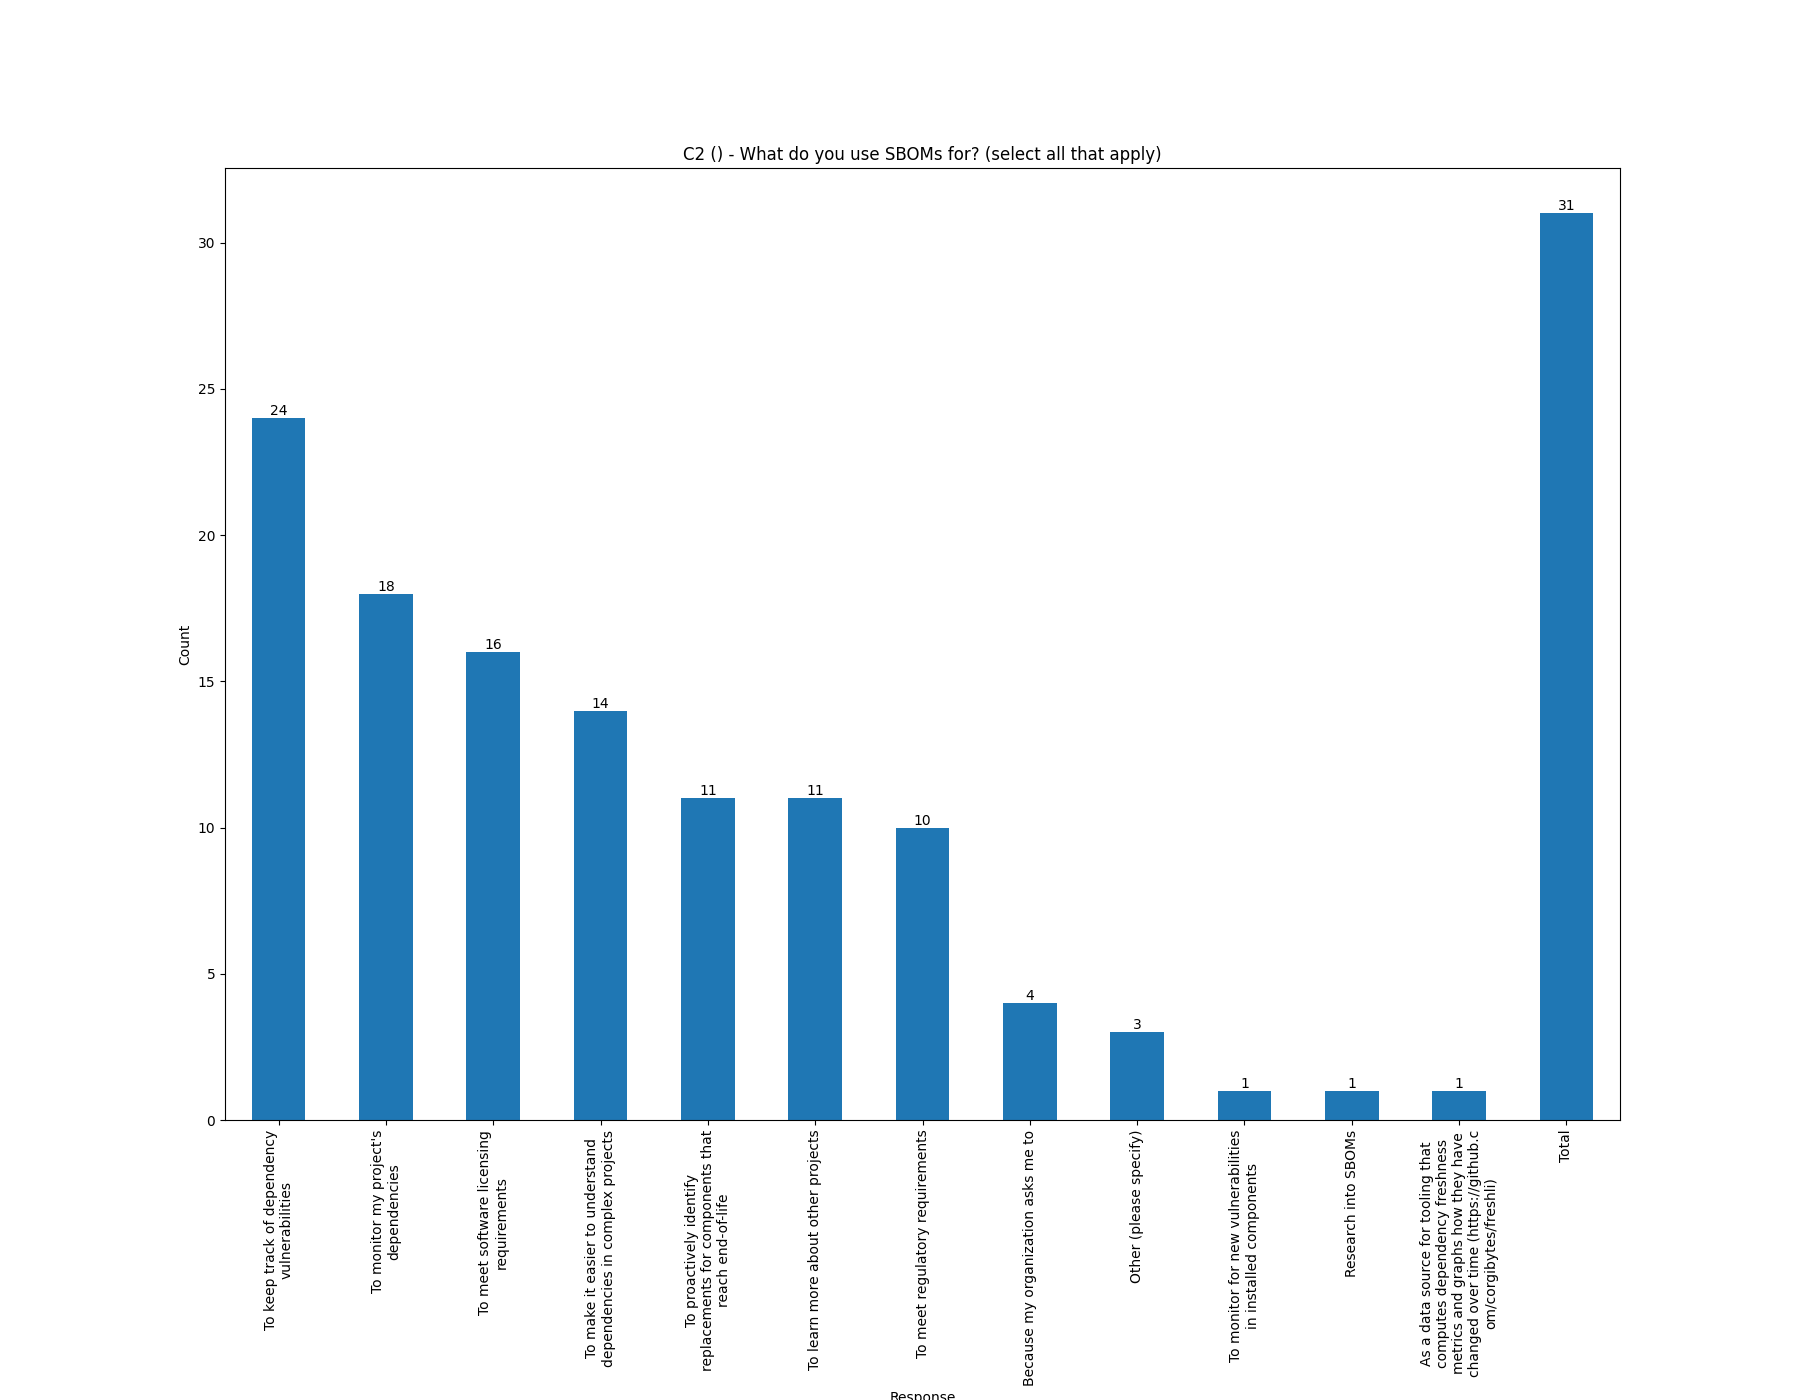 C2 () - What do you use SBOMs for? (select all that apply)
Count
30
25
20
15
10
5
0
24
18
16
14
11
11
10
4
3
1
1
1
31
To keep track of dependency
vulnerabilities
To monitor my project's
dependencies
To meet software licensing
requirements
To make it easier to understand
dependencies in complex projects
To proactively identify
replacements for components that
reach end-of-life
To learn more about other projects
To meet regulatory requirements
Because my organization asks me to
Other (please specify)
To monitor for new vulnerabilities
in installed components
Research into SBOMs
As a data source for tooling that
computes dependency freshness
metrics and graphs how they have
changed over time (https://github.c
om/corgibytes/freshli)
Total
Response